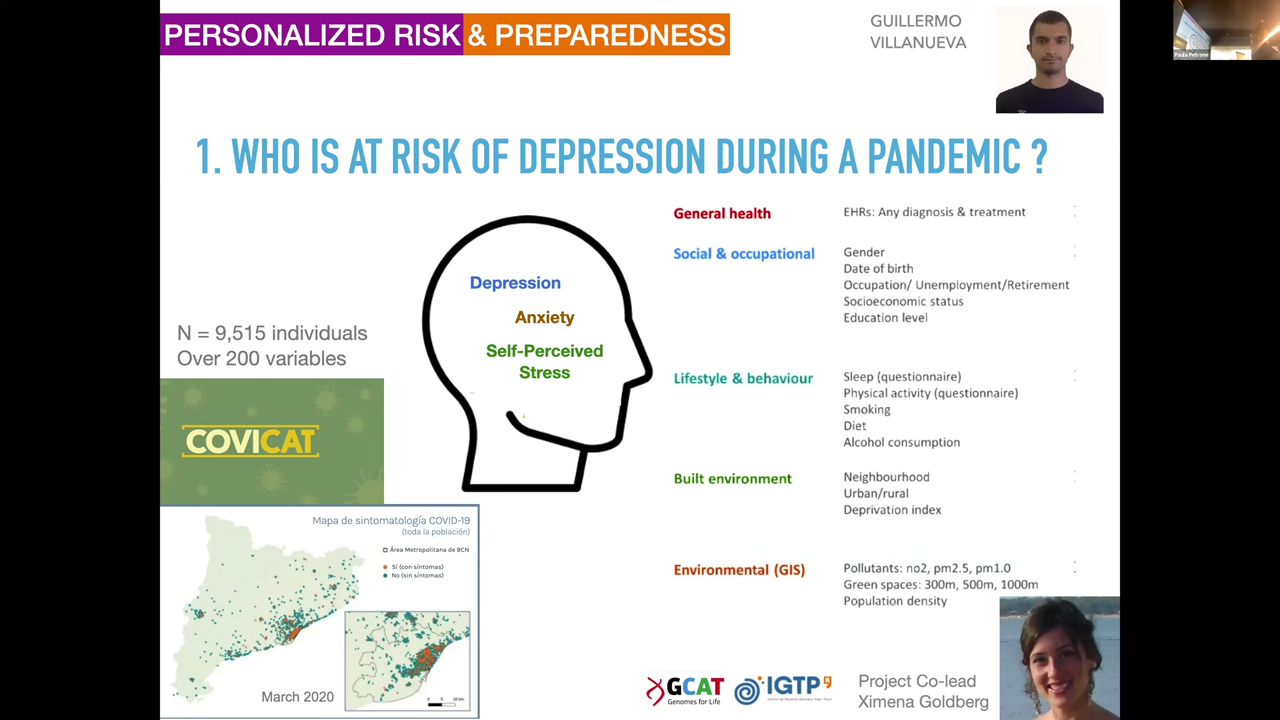 PERSONALIZED RISK & PREPAREDNESS
GUILLERMO
VILLANUEVA
Paula Petrone
1. WHO IS AT RISK OF DEPRESSION DURING A PANDEMIC ?
Depression
Anxiety
Self-Perceived
Stress
N = 9,515 individuals
Over 200 variables
COVICAT
Mapa de sintomatología COVID-19
(toda la población)
Área Metropolitana de BCN
Sí (con síntomas)
No (sin síntomas)
March 2020
General health
EHRs: Any diagnosis & treatment
Social & occupational
Gender
Date of birth
Occupation/ Unemployment/Retirement
Socioeconomic status
Education level
Lifestyle & behaviour
Sleep (questionnaire)
Physical activity (questionnaire)
Smoking
Diet
Alcohol consumption
Built environment
Neighbourhood
Urban/rural
Deprivation index
Environmental (GIS)
Pollutants: no2, pm2.5, pm1.0
Green spaces: 300m, 500m, 1000m
Population density
GCAT
Genomes for Life
IGTP
Project Co-lead
Ximena Goldberg